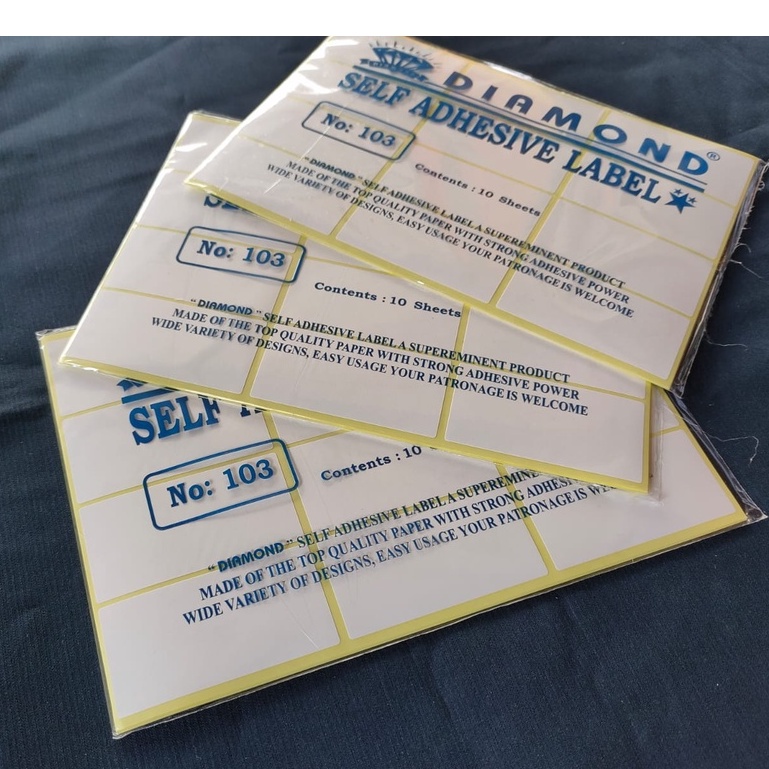 DIAMOND®
SELF ADHESIVE LABEL
No: 103
Contents : 10 Sheets
"DIAMOND" SELF ADHESIVE LABEL A SUPEREMINENT PRODUCT
MADE OF THE TOP QUALITY PAPER WITH STRONG ADHESIVE POWER
WIDE VARIETY OF DESIGNS, EASY USAGE YOUR PATRONAGE IS WELCOME
No: 103
Contents : 10 Sheets
"DIAMOND" SELF ADHESIVE LABEL A SUPEREMINENT PRODUCT
MADE OF THE TOP QUALITY PAPER WITH STRONG ADHESIVE POWER
WIDE VARIETY OF DESIGNS, EASY USAGE YOUR PATRONAGE IS WELCOME
SELF
No: 103
Contents : 10
"DIAMOND" SELF ADHESIVE LABEL A SUPEREMINE
MADE OF THE TOP QUALITY PAPER WITH STRONG ADHES
WIDE VARIETY OF DESIGNS, EASY USAGE YOUR PATRONAGE IS WEL